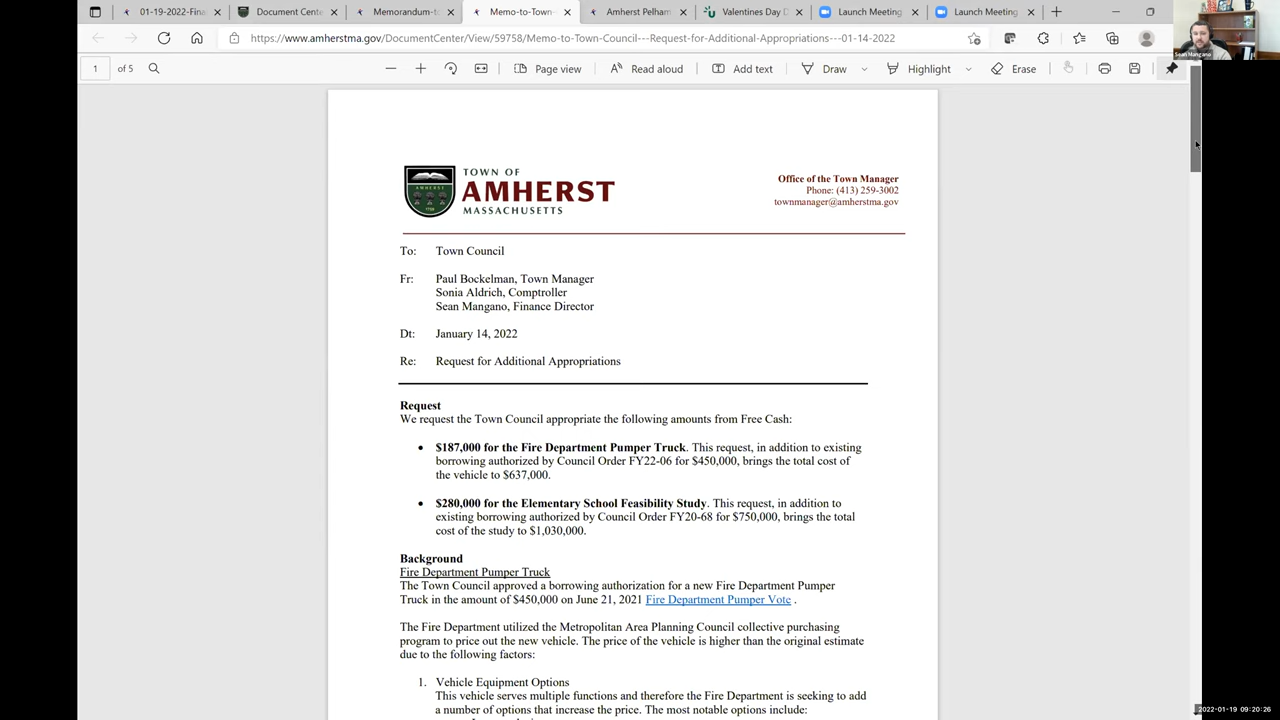 01-19-2022-Fina
Document Cente
Memorandum-to
Memo-to-Town-
Amherst Pelham
Valentines Day D
Launch Meeting
Launch Meeting
https://www.amherstma.gov/DocumentCenter/View/59758/Memo-to-Town-Council---Request-for-Additional-Appropriations---01-14-2022
Sean Mangano
1 of 5
Page view
Read aloud
Add text
Draw
Highlight
Erase
TOWN OF
AMHERST
MASSACHUSETTS
Office of the Town Manager
Phone: (413) 259-3002
townmanager@amherstma.gov
To: Town Council
Fr: Paul Bockelman, Town Manager
Sonia Aldrich, Comptroller
Sean Mangano, Finance Director
Dt: January 14, 2022
Re: Request for Additional Appropriations
Request
We request the Town Council appropriate the following amounts from Free Cash:
• $187,000 for the Fire Department Pumper Truck. This request, in addition to existing
borrowing authorized by Council Order FY22-06 for $450,000, brings the total cost of
the vehicle to $637,000.
• $280,000 for the Elementary School Feasibility Study. This request, in addition to
existing borrowing authorized by Council Order FY20-68 for $750,000, brings the total
cost of the study to $1,030,000.
Background
Fire Department Pumper Truck
The Town Council approved a borrowing authorization for a new Fire Department Pumper
Truck in the amount of $450,000 on June 21, 2021 Fire Department Pumper Vote .
The Fire Department utilized the Metropolitan Area Planning Council collective purchasing
program to price out the new vehicle. The price of the vehicle is higher than the original estimate
due to the following factors:
1. Vehicle Equipment Options
This vehicle serves multiple functions and therefore the Fire Department is seeking to add
a number of options that increase the price. The most notable options include:
2022-01-19 09:20:26